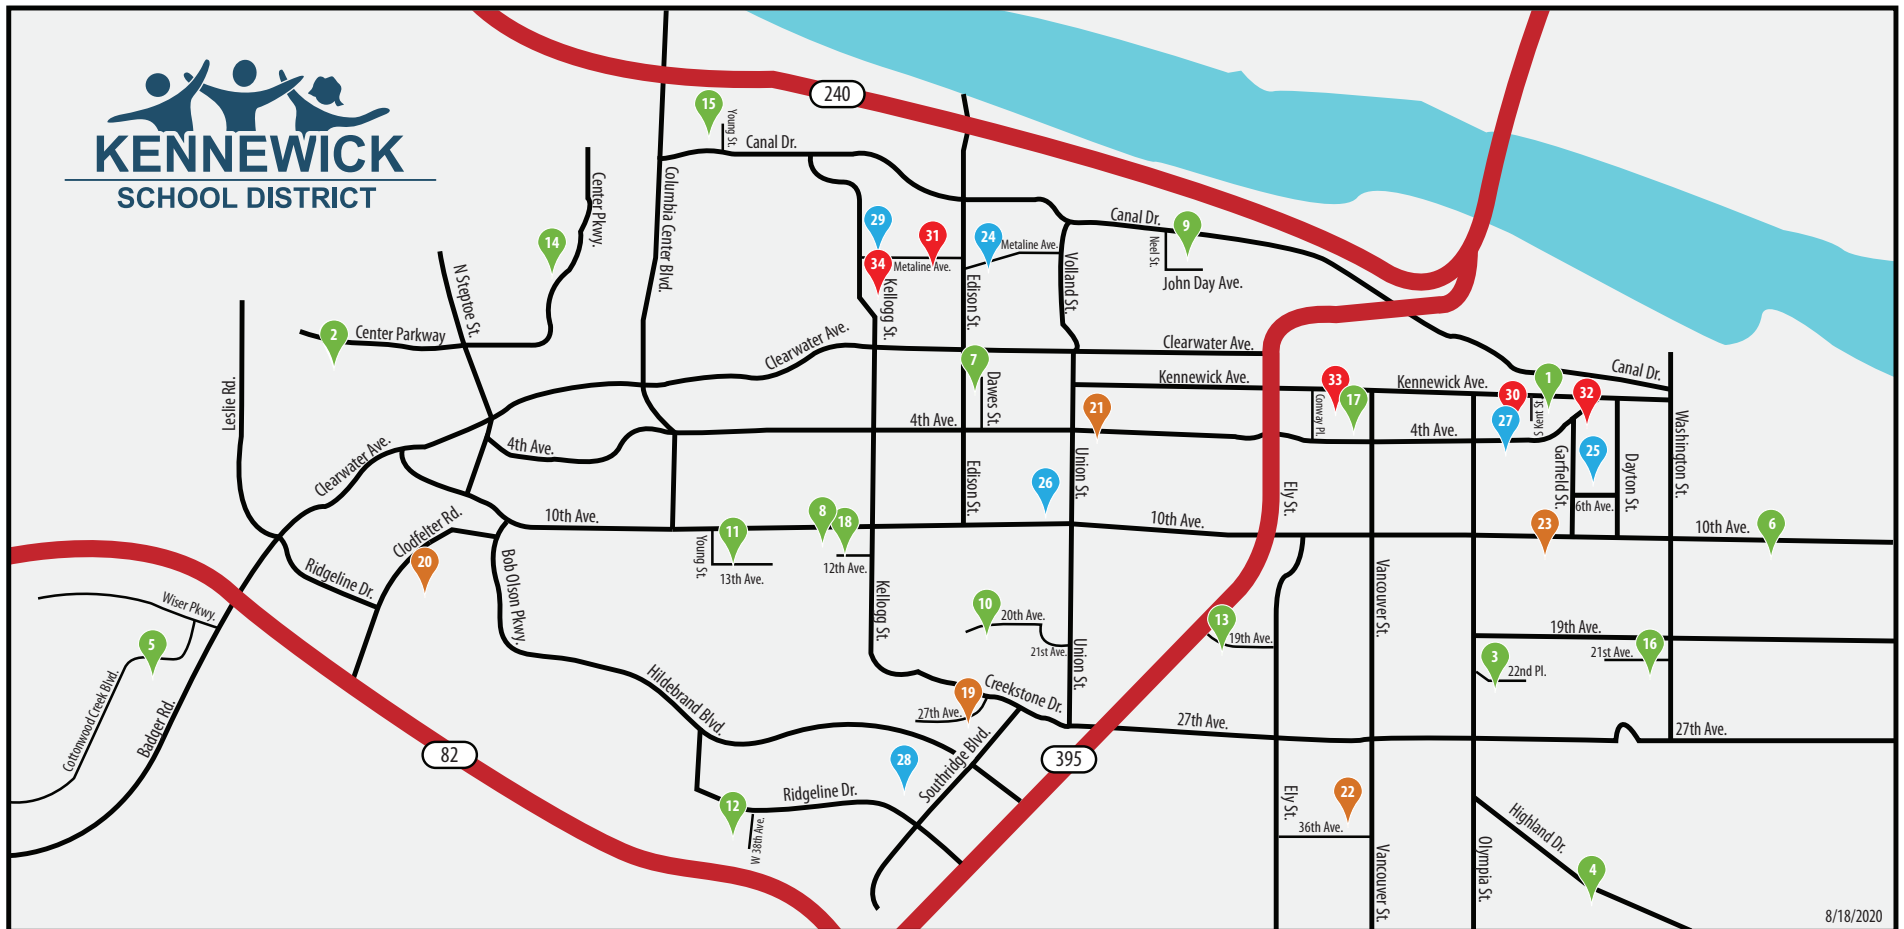 KENNEWICK
SCHOOL DISTRICT
240
15
Young St.
Canal Dr.
Columbia Center Blvd.
Center Pkwy.
14
N Steptoe St.
29
31
24
Metaline Ave.
Metaline Ave.
34
Kellogg St.
Edison St.
Volland St.
Canal Dr.
9
Neel St.
John Day Ave.
2
Center Parkway
Clearwater Ave.
7
Dawes St.
Clearwater Ave.
Kennewick Ave.
33
17
Conway Pl.
Kennewick Ave.
30
27
S Kent St
1
32
Canal Dr.
Leslie Rd.
4th Ave.
21
4th Ave.
4th Ave.
Garfield St.
25
Dayton St.
Washington St.
Clearwater Ave.
Edison St.
26
Union St.
Ely St.
6th Ave.
10th Ave.
8
18
11
10th Ave.
23
10th Ave.
6
Clodfelter Rd.
20
Ridgeline Dr.
Bob Olson Pkwy
Young St.
13th Ave.
12th Ave.
Kellogg St.
Vancouver St.
Wiser Pkwy.
5
Cottonwood Creek Blvd.
Badger Rd.
10
20th Ave.
21st Ave.
Union St.
13
19th Ave.
19th Ave.
3
22nd Pl.
21st Ave.
16
Hildebrand Blvd.
19
27th Ave.
Creekstone Dr.
27th Ave.
27th Ave.
82
28
Southridge Blvd.
395
12
Ridgeline Dr.
W 38th Ave.
Ely St.
22
36th Ave.
Vancouver St.
Olympia St.
Highland Dr.
4
8/18/2020